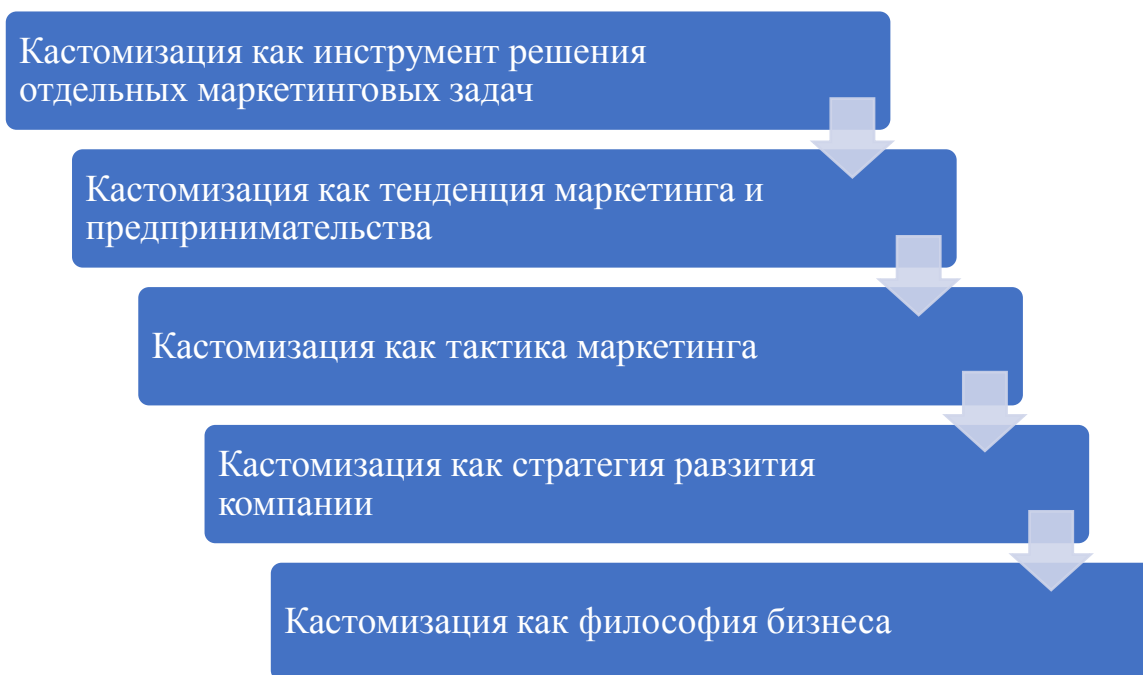 Кастомизация как инструмент решения
отдельных маркетинговых задач
Кастомизация как тенденция маркетинга и
предпринимательства
Кастомизация как тактика маркетинга
Кастомизация как стратегия равзития
компании
Кастомизация как философия бизнеса